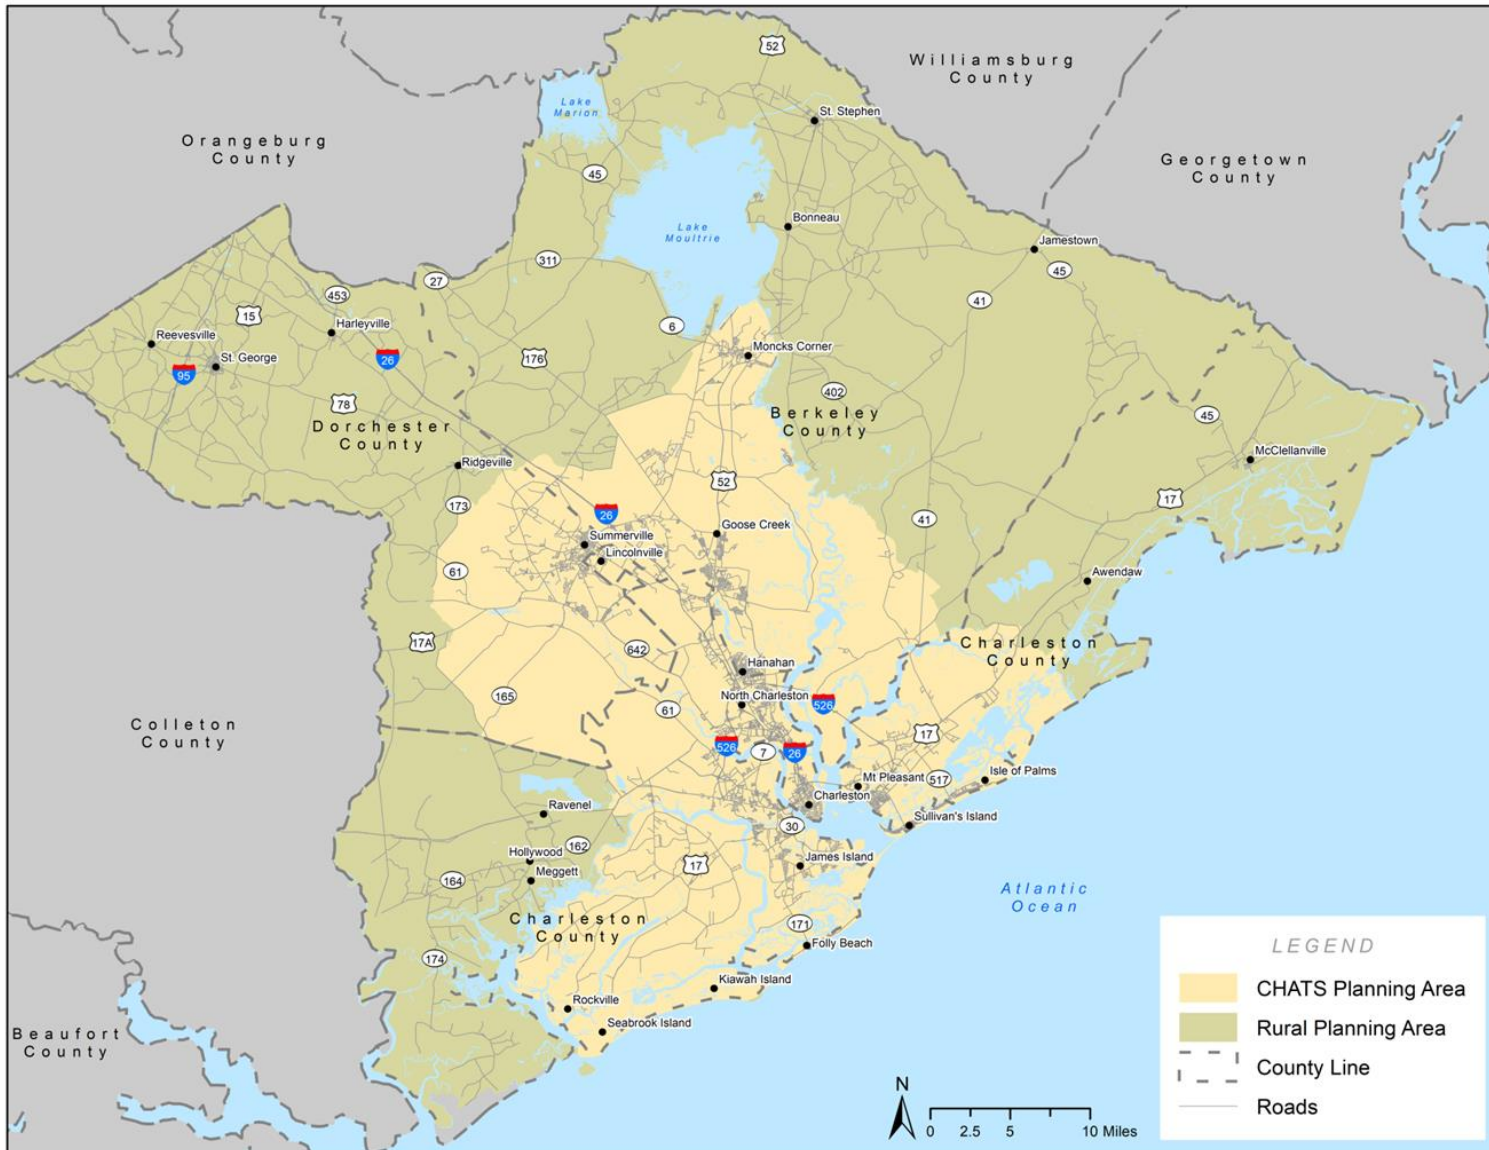 52
Williamsburg
County
Lake
Marion
St. Stephen
Orangeburg
County
Georgetown
County
45
Bonneau
Lake
Moultrie
Jamestown
311
45
27
453
41
15
6
Harleyville
Reevesville
Moncks Corner
26
176
St. George
95
402
78
Berkeley
County
45
Dorchester
County
McClellanville
Ridgeville
52
17
173
26
41
Goose Creek
Summerville
Lincolnville
61
Awendaw
17A
642
Charleston
County
Hanahan
165
North Charleston
61
526
Colleton
County
17
526
7
26
Isle of Palms
Mt Pleasant
517
Charleston
Ravenel
Sullivan's Island
30
162
Hollywood
James Island
17
Meggett
164
Atlantic
Ocean
Charleston
County
171
Folly Beach
174
LEGEND
Kiawah Island
CHATS Planning Area
Rockville
Seabrook Island
Rural Planning Area
Beaufort
County
County Line
N
Roads
0 2.5 5 10 Miles